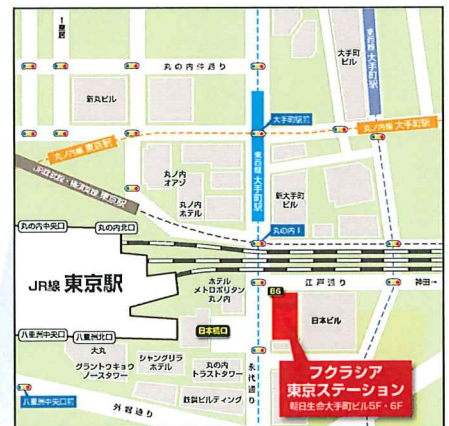 ↑皇居
丸の内仲通り
大手町
ビル
新丸ビル
大手町駅前
丸ノ内線 東京駅
丸ノ内線 大手町駅
東西線 大手町駅
JR総武線・横須賀線 東京駅
丸の内
オアゾ
丸ノ内
ホテル
新大手町
ビル
丸の内1
丸の内中央口
丸の内北口
JR線 東京駅
ホテル
メトロポリタン
丸ノ内
江戸通り
神田→
B6
日本ビル
日本橋口
八重洲中央口
八重洲北口
大丸
グラントウキョウ
ノースタワー
シャングリラ
ホテル
丸の内
トラストタワー
永代通り
フクラシア
東京ステーション
朝日生命大手町ビル5F・6F
八重洲中央口前
外堀通り
鉄鋼ビルディング